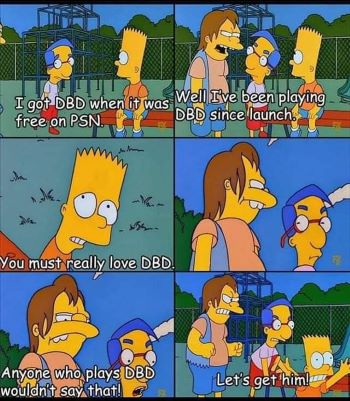 I got DBD when it was
free on PSN.
Well I've been playing
DBD since launch.
You must really love DBD.
Anyone who plays DBD
wouldn't say that!
Let's get him!